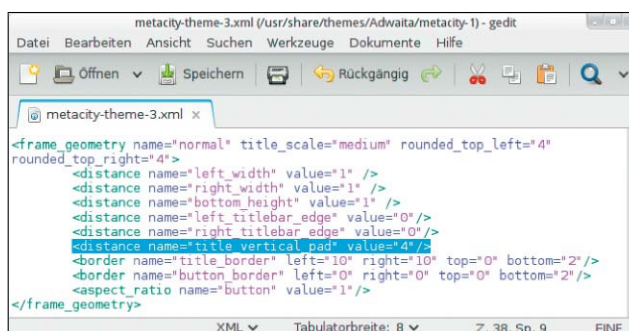 metacity-theme-3.xml (/usr/share/themes/Adwaita/metacity-1) - gedit
Datei Bearbeiten Ansicht Suchen Werkzeuge Dokumente Hilfe
Öffnen Speichern Rückgängig
metacity-theme-3.xml ×
<frame_geometry name="normal" title_scale="medium" rounded_top_left="4"
rounded_top_right="4">
<distance name="left_width" value="1" />
<distance name="right_width" value="1" />
<distance name="bottom_height" value="1" />
<distance name="left_titlebar_edge" value="0"/>
<distance name="right_titlebar_edge" value="0"/>
<distance name="title_vertical_pad" value="4"/>
<border name="title_border" left="10" right="10" top="0" bottom="2"/>
<border name="button_border" left="0" right="0" top="0" bottom="2"/>
<aspect_ratio name="button" value="1"/>
</frame_geometry>
XML Tabulatorbreite: 8 Z. 38, Sp. 9 EINF